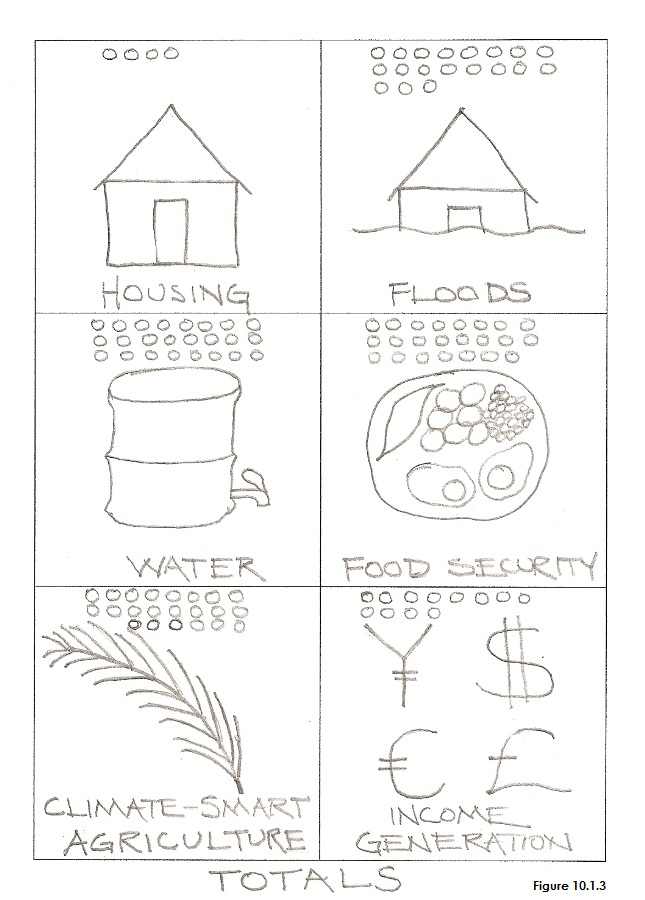 HOUSING
FLOODS
WATER
FOOD SECURITY
CLIMATE-SMART
AGRICULTURE
¥ $
€ £
INCOME
GENERATION
TOTALS
Figure 10.1.3